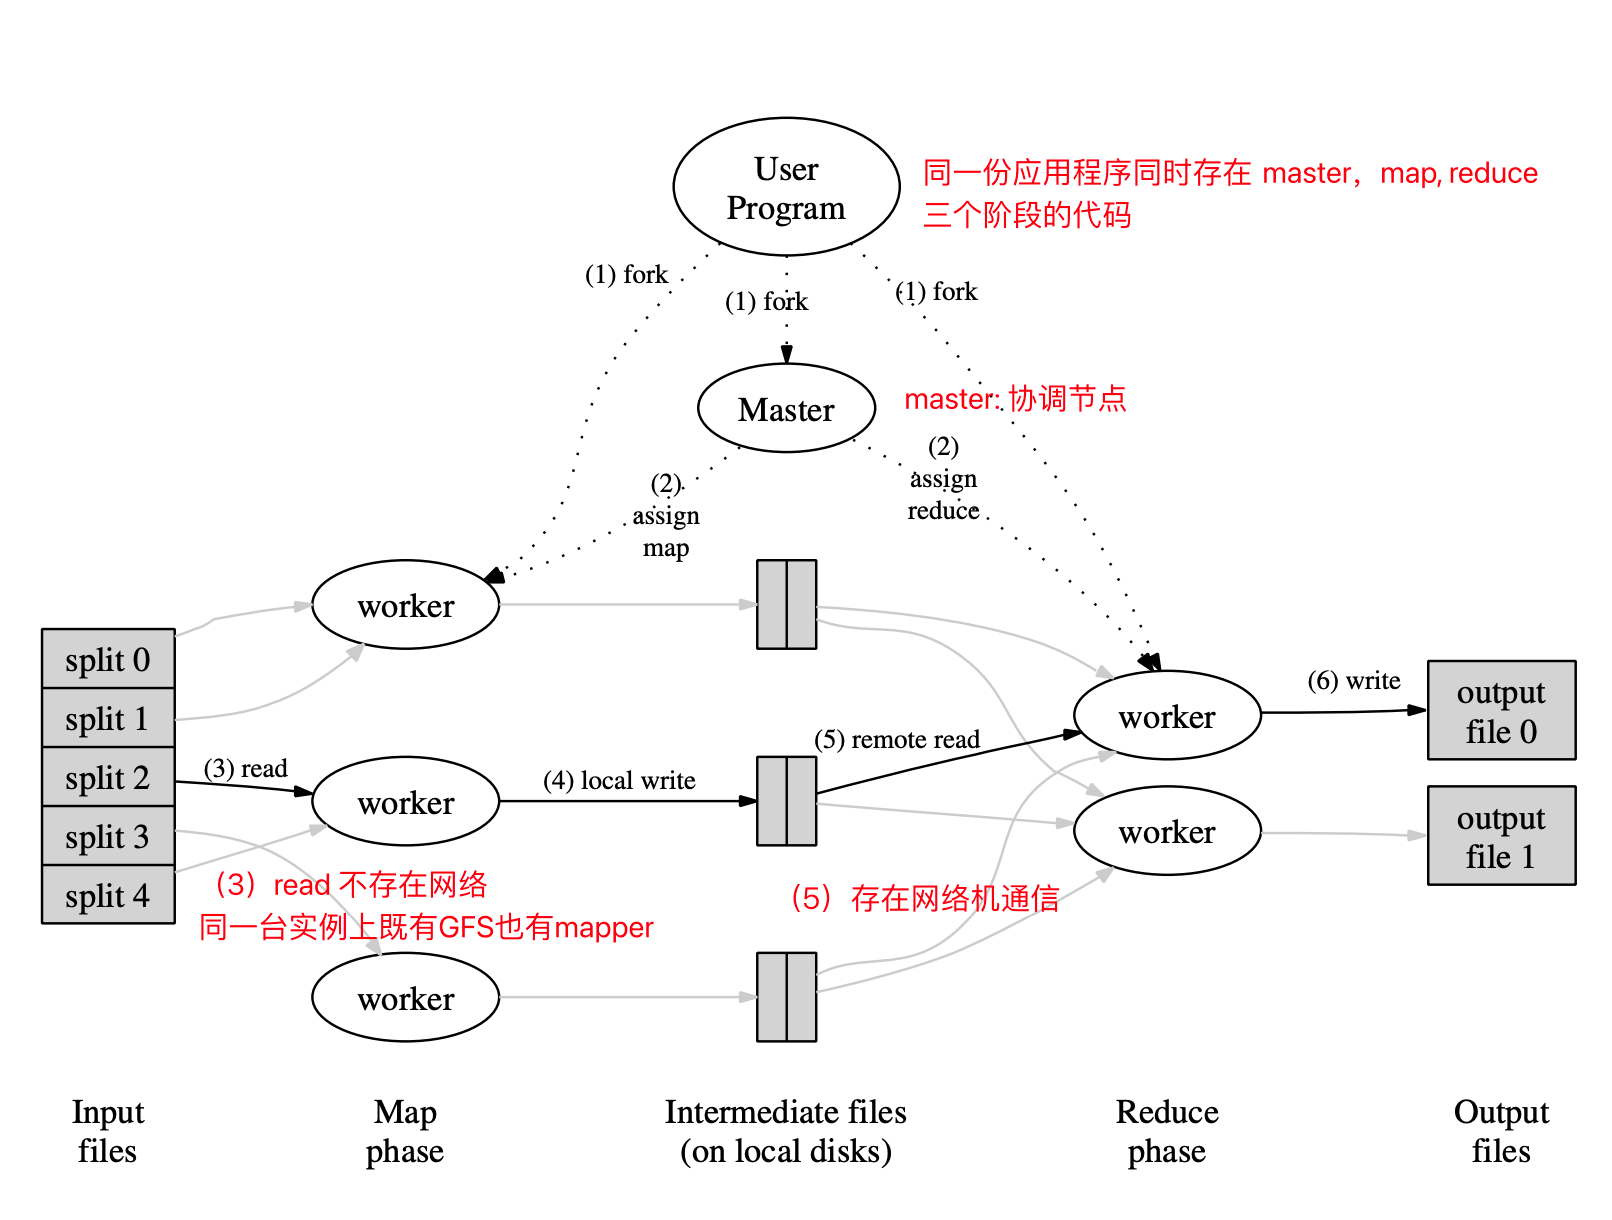 User
Program
同一份应用程序同时存在 master，map, reduce
三个阶段的代码
(1) fork
(1) fork
(1) fork
Master
master: 协调节点
(2)
assign
map
(2)
assign
reduce
worker
split 0
split 1
split 2
split 3
split 4
(3) read
worker
(4) local write
(5) remote read
worker
(6) write
output
file 0
worker
output
file 1
（3）read 不存在网络
同一台实例上既有GFS也有mapper
（5）存在网络机通信
worker
Input
files
Map
phase
Intermediate files
(on local disks)
Reduce
phase
Output
files